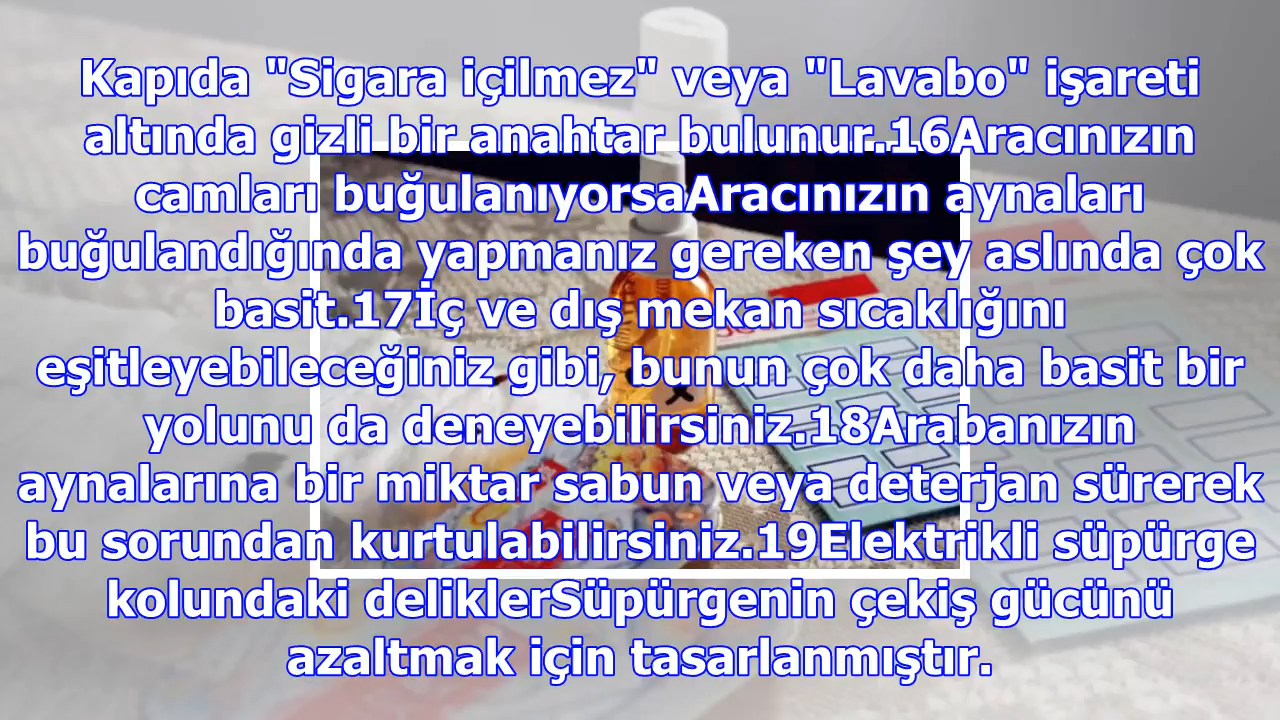 Kapıda "Sigara içilmez" veya "Lavabo" işareti
altında gizli bir anahtar bulunur.16Aracınızın
camları buğulanıyorsaAracınızın aynaları
buğulandığında yapmanız gereken şey aslında çok
basit.17İç ve dış mekan sıcaklığını
eşitleyebileceğiniz gibi, bunun çok daha basit bir
yolunu da deneyebilirsiniz.18Arabanızın
aynalarına bir miktar sabun veya deterjan sürerek
bu sorundan kurtulabilirsiniz.19Elektrikli süpürge
kolundaki deliklerSüpürgenin çekiş gücünü
azaltmak için tasarlanmıştır.